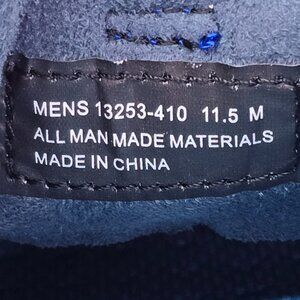 MENS 13253-410 11.5 M
ALL MAN MADE MATERIALS
MADE IN CHINA